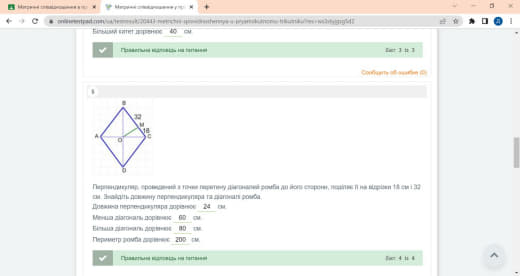 Метричні співвідношення в пр
Метричні співвідношення у пр
onlinetestpad.com/ua/testresult/20443-metrichni-spivvidnoshennya-u-pryamokutnomu-trikutniku?res=
Більший катет дорівнює 40 см.
Правильна відповідь на питання Бал: 3 із 3
Сообщить об ошибке (0)
B
32
M
A 18 C
O
D
Перпендикуляр, проведений з точки перетину діагоналей ромба до його сторони, поділяє її на відрізки 18 см і 32
см. Знайдіть довжину перпендикуляра та діагоналі ромба.
Довжина перпендикуляра дорівнює 24 см.
Менша діагональ дорівнює 60 см.
Більша діагональ дорівнює 80 см.
Периметр ромба дорівнює 200 см.
Правильна відповідь на питання Бал: 4 із 4